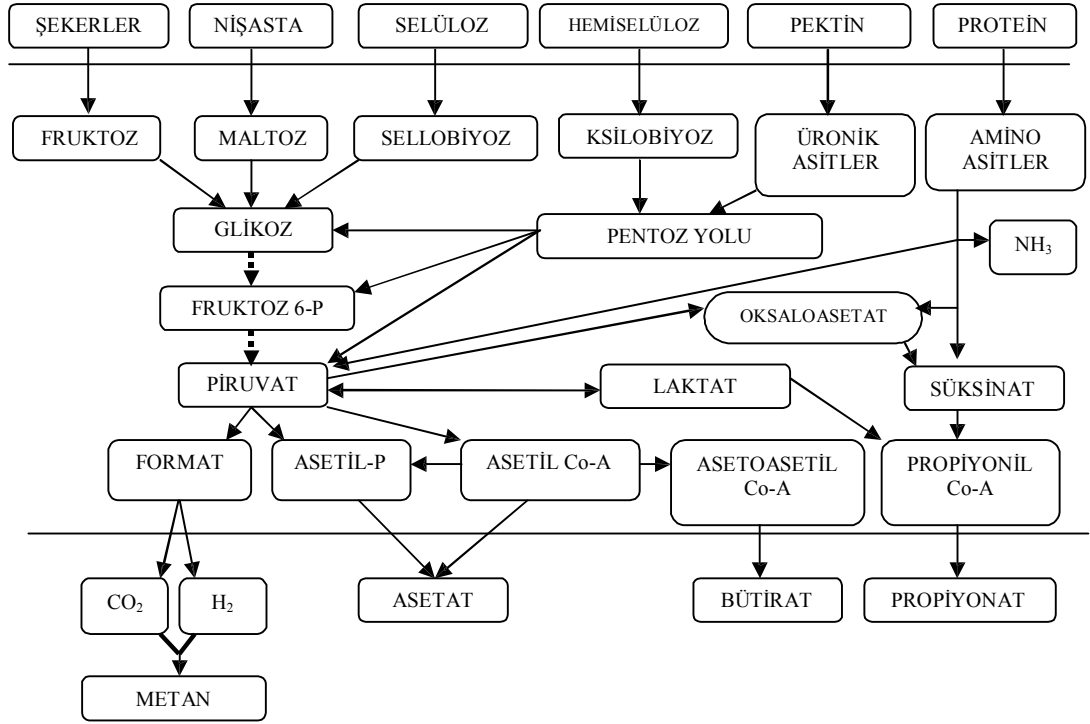 ŞEKERLER
NİŞASTA
SELÜLOZ
HEMİSELÜLOZ
PEKTİN
PROTEİN
FRUKTOZ
MALTOZ
SELLOBİYOZ
KSİLOBİYOZ
ÜRONİK
ASİTLER
AMİNO
ASİTLER
GLİKOZ
PENTOZ YOLU
NH₃
FRUKTOZ 6-P
OKSALOASETAT
PİRUVAT
LAKTAT
SÜKSİNAT
FORMAT
ASETİL-P
ASETİL Co-A
ASETOASETİL
Co-A
PROPİYONİL
Co-A
CO₂
H₂
ASETAT
BÜTİRAT
PROPİYONAT
METAN